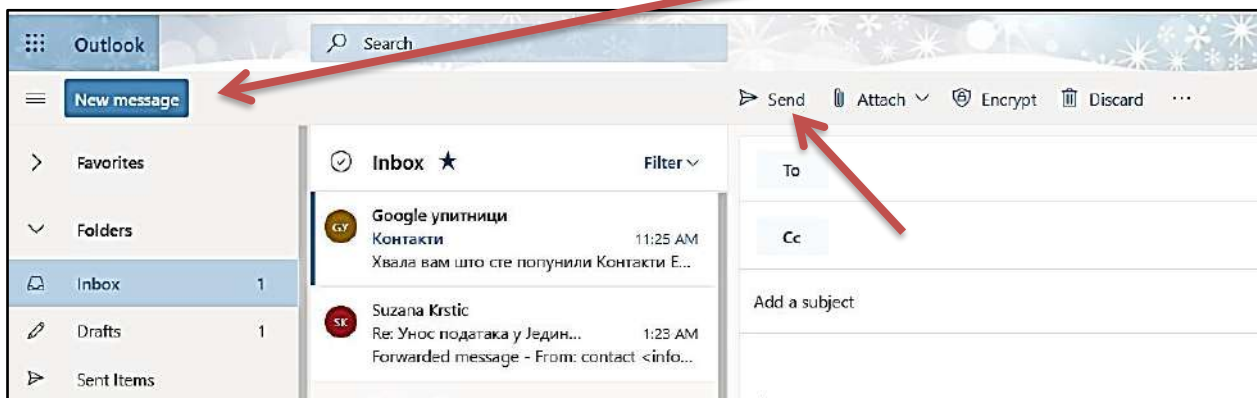 Outlook
Search
New message
Send Attach Encrypt Discard ...
Favorites
Folders
Inbox 1
Drafts 1
Sent Items
Inbox ★ Filter
GУ
Google упитници
Контакти 11:25 AM
Хвала вам што сте попунили Контакти Е...
SK
Suzana Krstic
Re: Унос података у Једин... 1:23 AM
Forwarded message - From: contact <info...
To
Cc
Add a subject